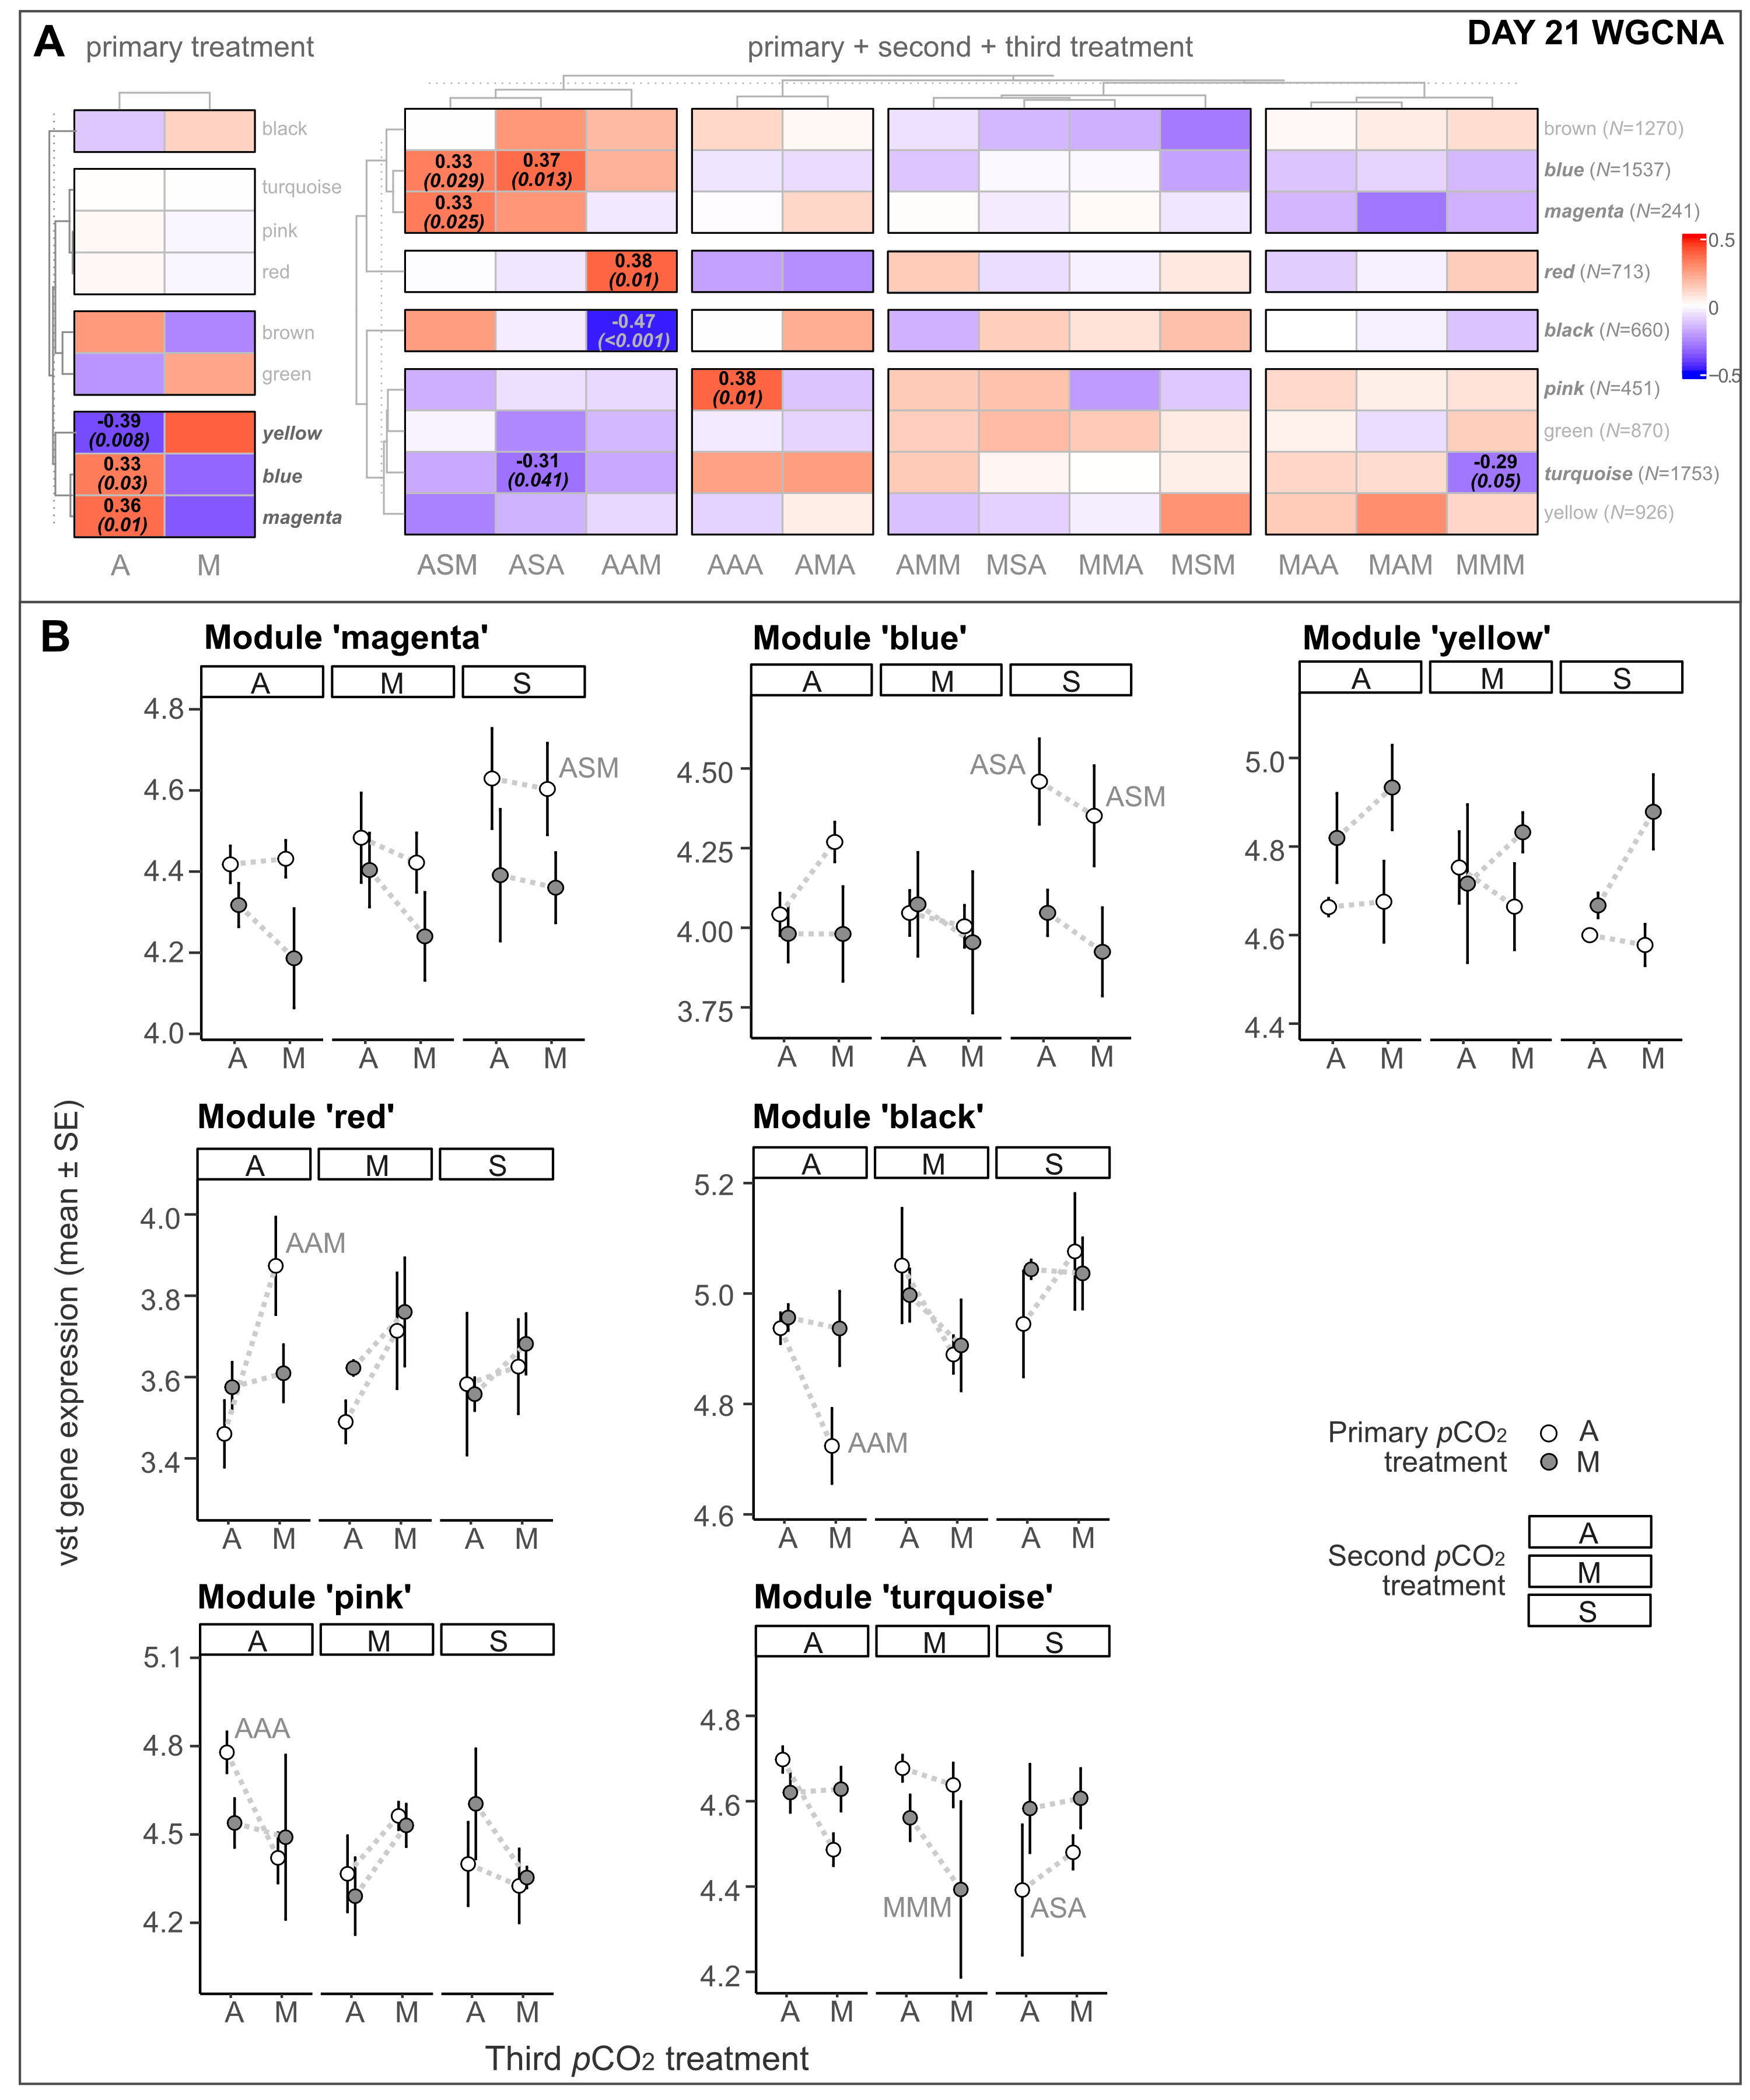 A
primary treatment
primary + second + third treatment
DAY 21 WGCNA
black
turquoise
pink
red
brown
green
-0.39
(0.008)
yellow
0.33
(0.03)
blue
0.36
(0.01)
magenta
A M
brown (N=1270)
0.33 0.37
(0.029) (0.013)
blue (N=1537)
0.33
(0.025)
magenta (N=241)
0.38
(0.01)
red (N=713)
-0.47
(<0.001)
black (N=660)
0.38
(0.01)
pink (N=451)
green (N=870)
-0.31 -0.29
(0.041) (0.05)
turquoise (N=1753)
yellow (N=926)
0.5
0
−0.5
ASM ASA AAM AAA AMA AMM MSA MMA MSM MAA MAM MMM
B
Module 'magenta'
A M S
4.8
4.6
4.4
4.2
4.0
ASM
A M A M A M
Module 'blue'
A M S
4.50
4.25
4.00
3.75
ASA
ASM
A M A M A M
Module 'yellow'
A M S
5.0
4.8
4.6
4.4
A M A M A M
vst gene expression (mean ± SE)
Module 'red'
A M S
4.0
3.8
3.6
3.4
AAM
A M A M A M
Module 'black'
A M S
5.2
5.0
4.8
4.6
AAM
A M A M A M
Primary pCO2
treatment
A
M
Second pCO2
treatment
A
M
S
Module 'pink'
A M S
5.1
4.8
4.5
4.2
AAA
A M A M A M
Module 'turquoise'
A M S
4.8
4.6
4.4
4.2
MMM
ASA
A M A M A M
Third pCO2 treatment